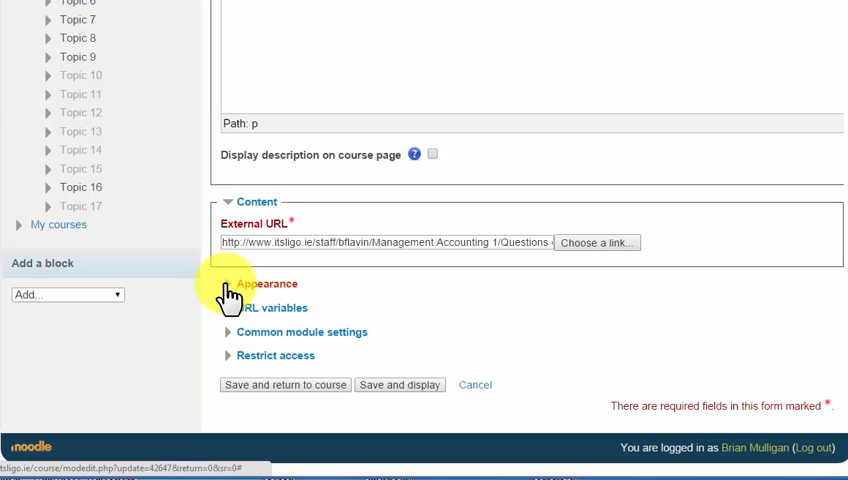 Topic 6
Topic 7
Topic 8
Topic 9
Topic 10
Topic 11
Topic 12
Topic 13
Topic 14
Topic 15
Topic 16
Topic 17
My courses
Add a block
Add...
Path: p
Display description on course page ?
Content
External URL*
http://www.itsligo.ie/staff/bflavin/Management Accounting 1/Questions
Choose a link...
Appearance
URL variables
Common module settings
Restrict access
Save and return to course Save and display Cancel
There are required fields in this form marked *.
moodle
You are logged in as Brian Mulligan (Log out)
tsligo.ie/course/modedit.php?update=42647&return=0&sr=0#